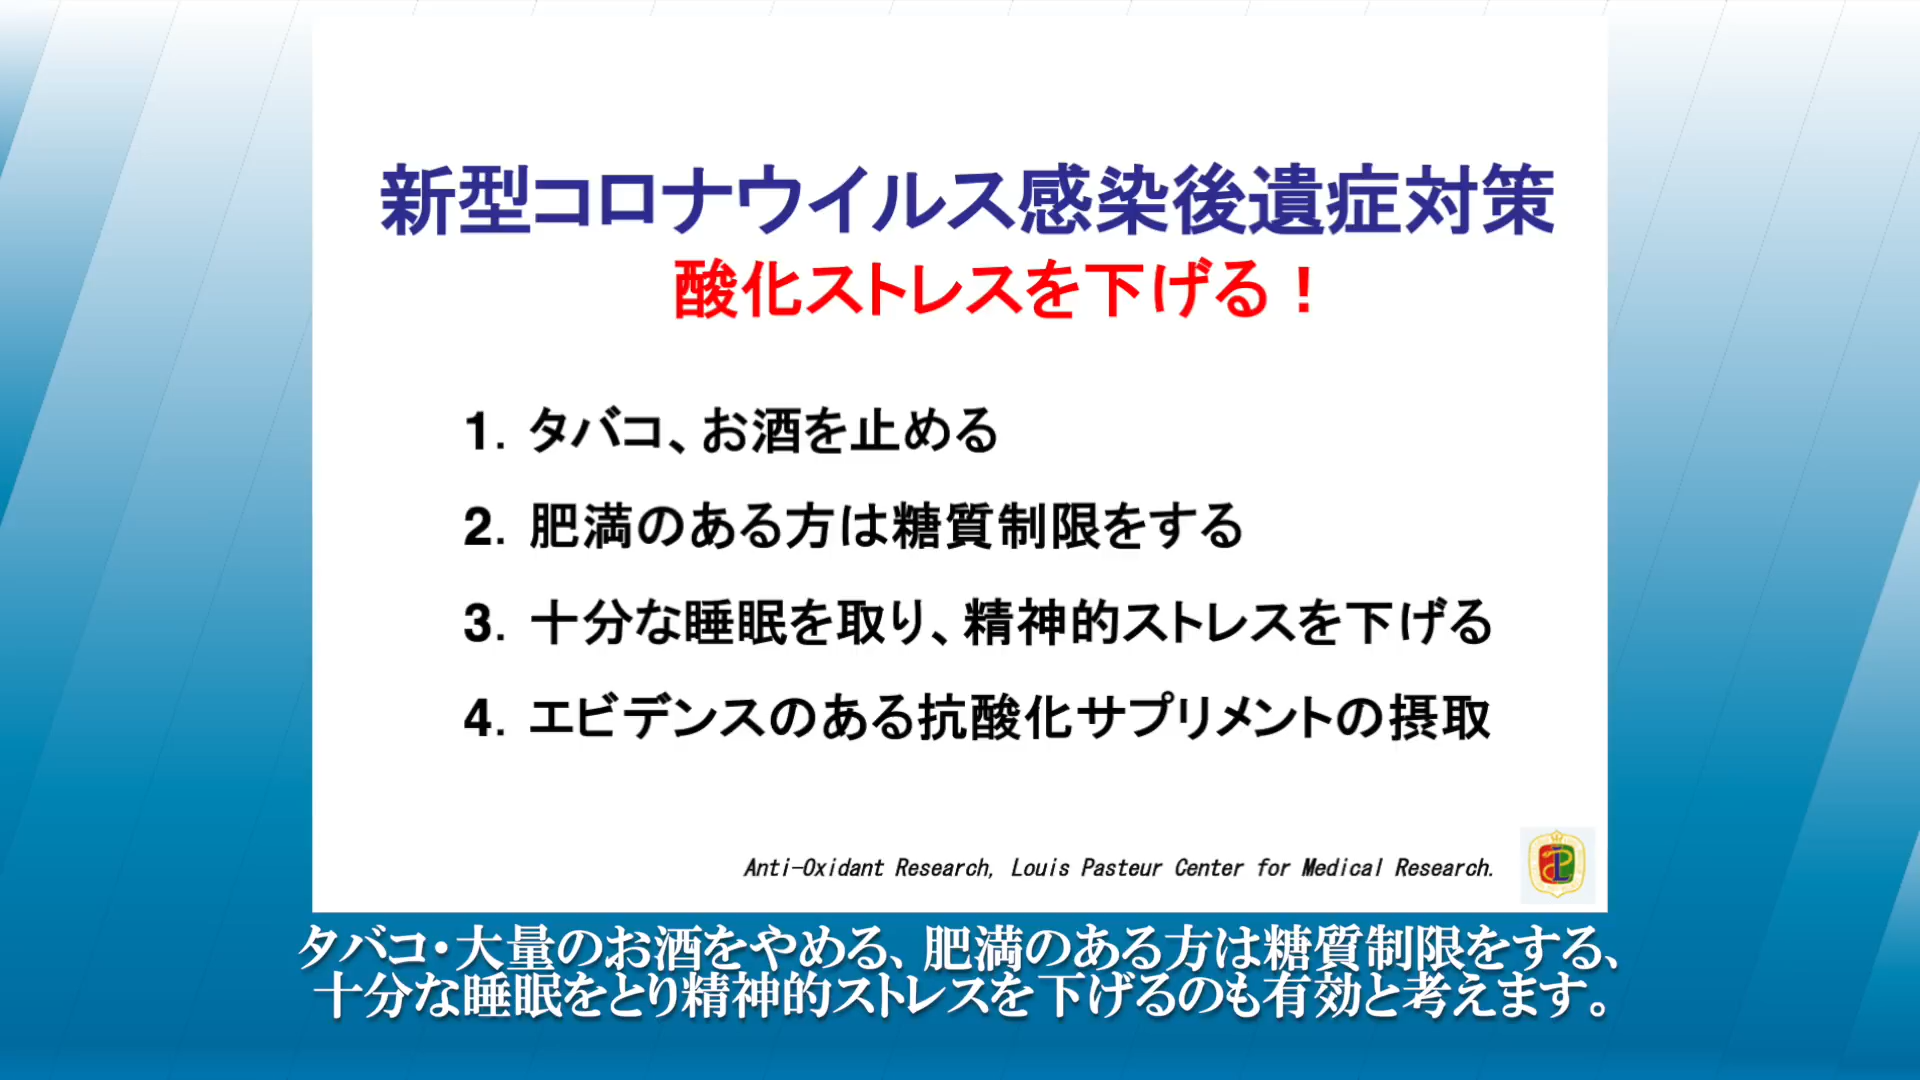 新型コロナウイルス感染後遺症対策
酸化ストレスを下げる！
1. タバコ、お酒を止める
2. 肥満のある方は糖質制限をする
3. 十分な睡眠を取り、精神的ストレスを下げる
4. エビデンスのある抗酸化サプリメントの摂取
Anti-Oxidant Research, Louis Pasteur Center for Medical Research.
タバコ・大量のお酒をやめる、肥満のある方は糖質制限をする、
十分な睡眠をとり精神的ストレスを下げるのも有効と考えます。